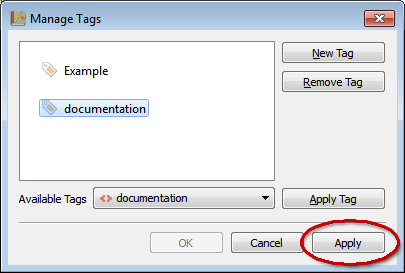 Manage Tags
Example
documentation
New Tag
Remove Tag
Available Tags
documentation
Apply Tag
OK
Cancel
Apply